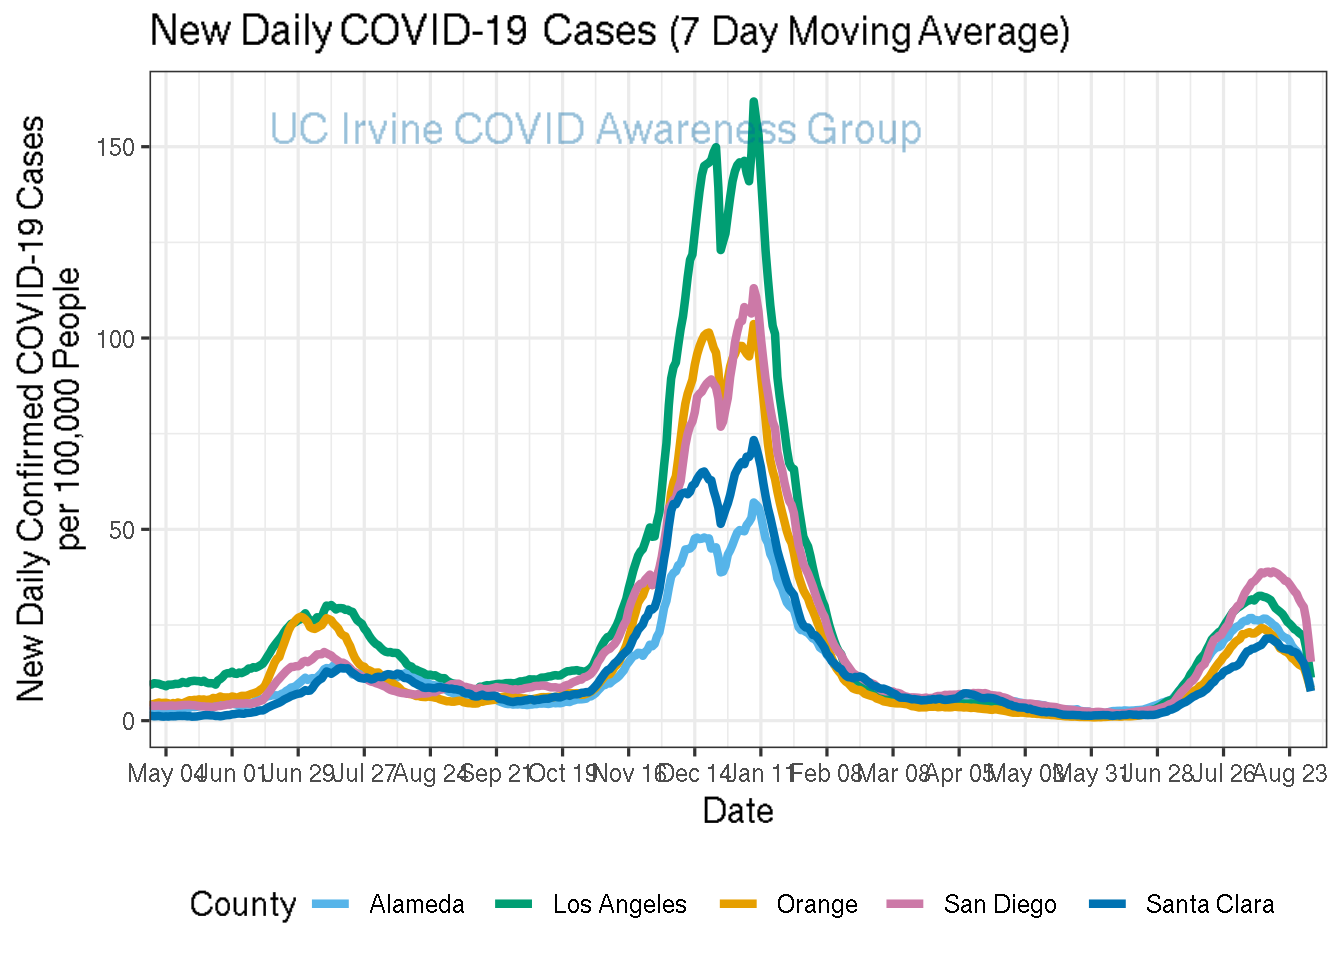 New Daily COVID-19 Cases (7 Day Moving Average)
UC Irvine COVID Awareness Group
New Daily Confirmed COVID-19 Cases
per 100,000 People
150
100
50
0
May 04 Jun 01 Jun 29 Jul 27 Aug 24 Sep 21 Oct 19 Nov 16 Dec 14 Jan 11 Feb 08 Mar 08 Apr 05 May 03 May 31 Jun 28 Jul 26 Aug 23
Date
County Alameda Los Angeles Orange San Diego Santa Clara